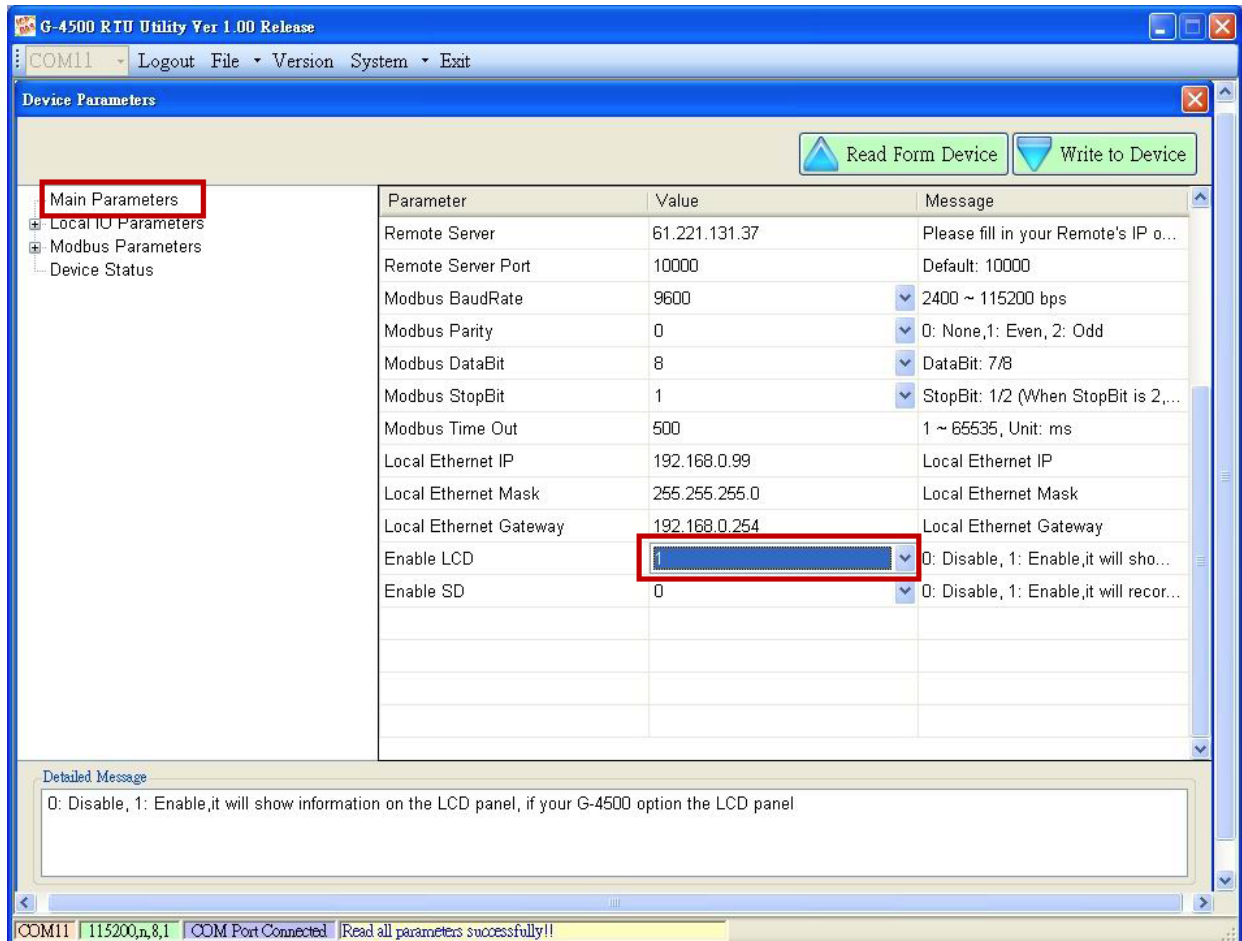 G-4500 RTU Utility Ver 1.00 Release
COM11 Logout File Version System Exit
Device Parameters
Read Form Device Write to Device
Main Parameters
Local IO Parameters
Modbus Parameters
Device Status
Parameter Value Message
Remote Server 61.221.131.37 Please fill in your Remote's IP o...
Remote Server Port 10000 Default: 10000
Modbus BaudRate 9600 2400 ~ 115200 bps
Modbus Parity 0 0: None,1: Even, 2: Odd
Modbus DataBit 8 DataBit: 7/8
Modbus StopBit 1 StopBit: 1/2 (When StopBit is 2,...
Modbus Time Out 500 1 ~ 65535, Unit: ms
Local Ethernet IP 192.168.0.99 Local Ethernet IP
Local Ethernet Mask 255.255.255.0 Local Ethernet Mask
Local Ethernet Gateway 192.168.0.254 Local Ethernet Gateway
Enable LCD 1 0: Disable, 1: Enable,it will sho...
Enable SD 0 0: Disable, 1: Enable,it will recor...
Detailed Message
0: Disable, 1: Enable,it will show information on the LCD panel, if your G-4500 option the LCD panel
COM11 115200,n,8,1 COM Port Connected Read all parameters successfully!!